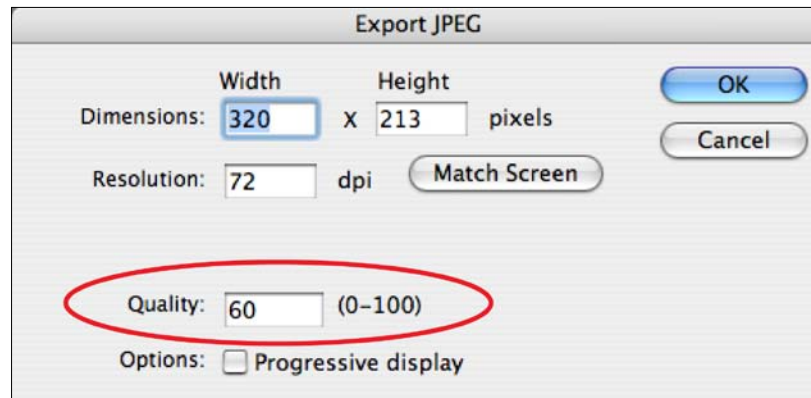 Export JPEG
Width Height
Dimensions: 320 X 213 pixels OK
Cancel
Resolution: 72 dpi Match Screen
Quality: 60 (0-100)
Options: Progressive display